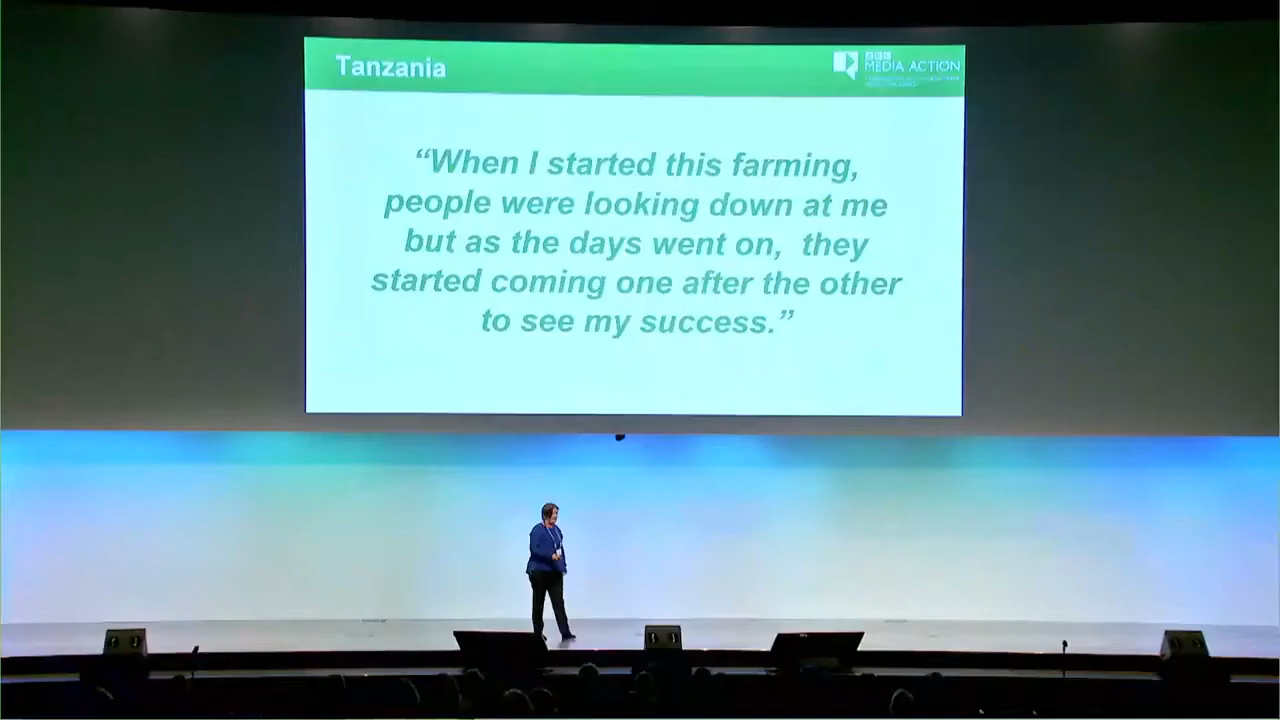 Tanzania
BBC
MEDIA ACTION
“When I started this farming,
people were looking down at me
but as the days went on,  they
started coming one after the other
to see my success.”